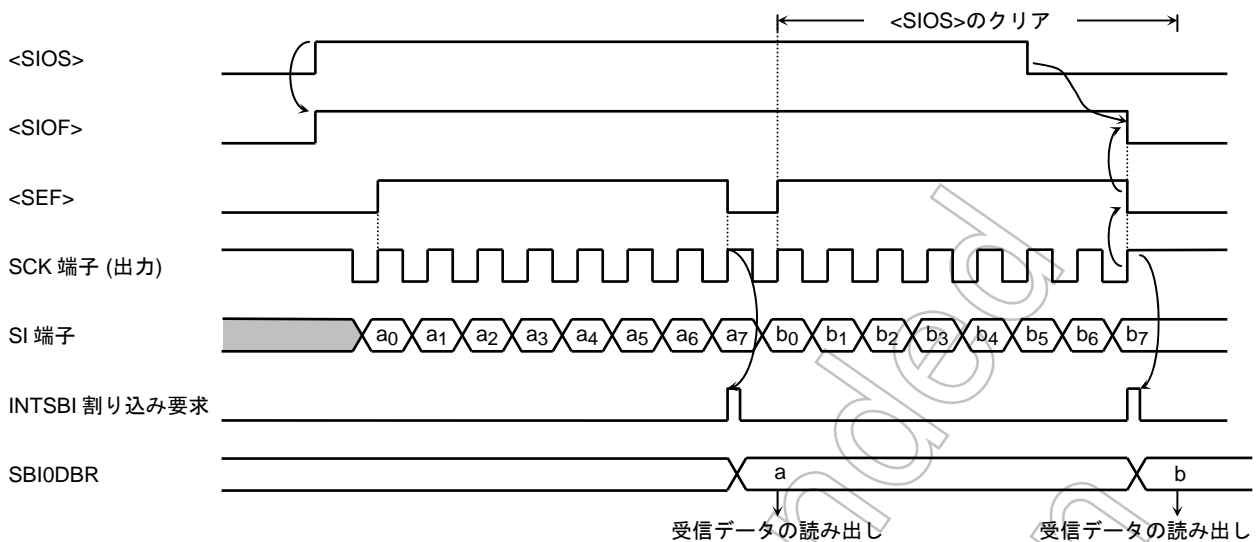 <SIOS>のクリア
<SIOS>
<SIOF>
<SEF>
SCK 端子 (出力)
SI 端子
a0 a1 a2 a3 a4 a5 a6 a7 b0 b1 b2 b3 b4 b5 b6 b7
INTSBI 割り込み要求
SBI0DBR
a
b
受信データの読み出し
受信データの読み出し